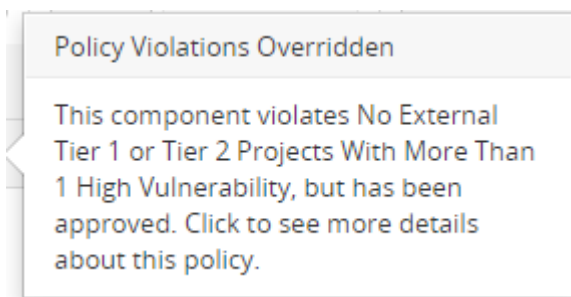 Policy Violations Overridden
This component violates No External
Tier 1 or Tier 2 Projects With More Than
1 High Vulnerability, but has been
approved. Click to see more details
about this policy.